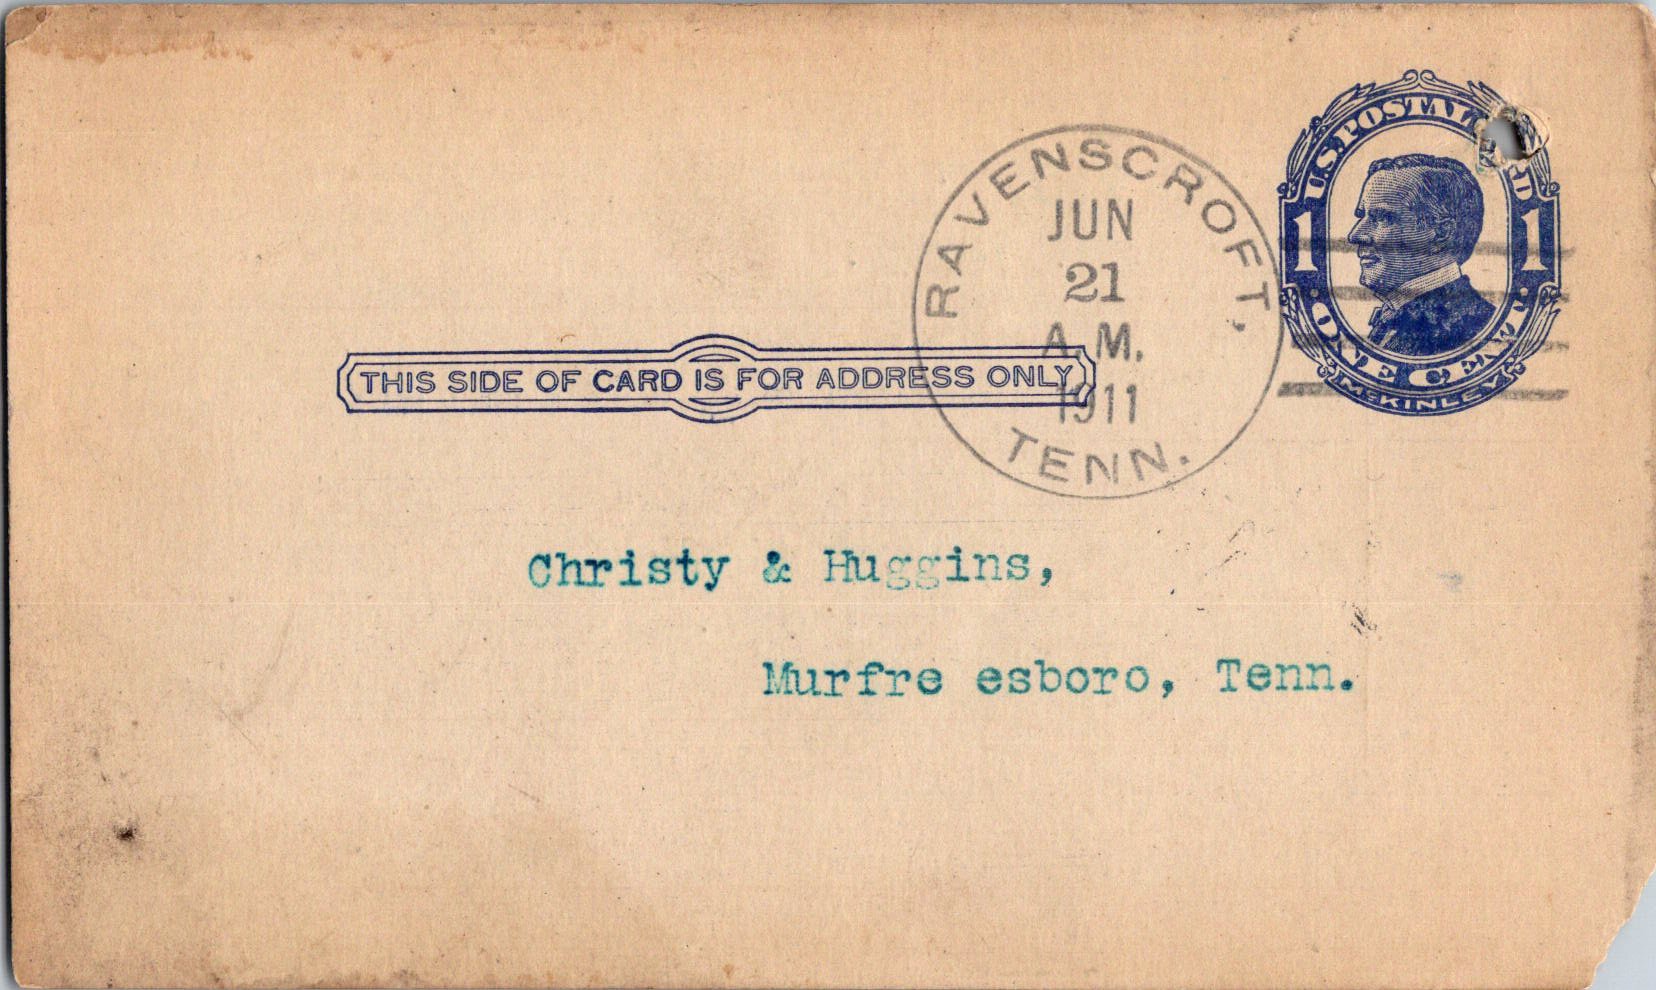 U.S. POSTAL CARD
1 1
ONE CENT
McKINLEY
RAVENSCROFT,
JUN
21
A.M.
1911
TENN.
THIS SIDE OF CARD IS FOR ADDRESS ONLY
Christy & Huggins,
Murfre esboro, Tenn.